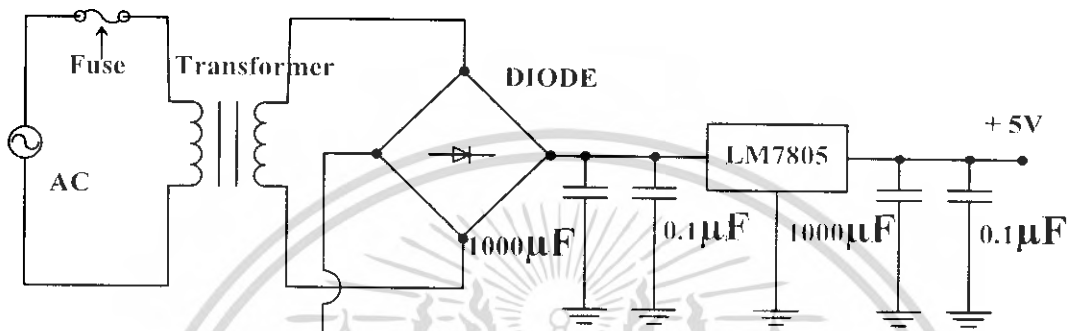 Fuse
Transformer
DIODE
AC
LM7805
+ 5V
1000µF
0.1µF
1000µF
0.1µF